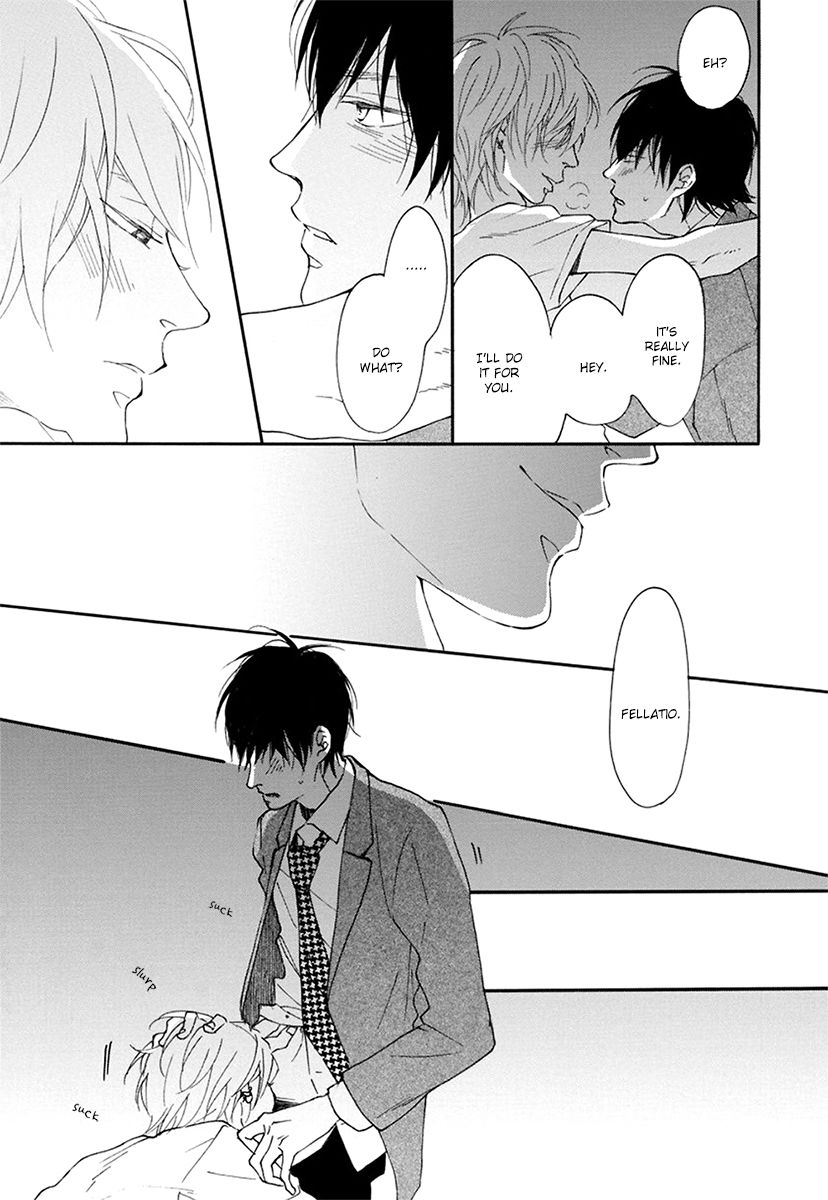 EH?
IT'S
REALLY
FINE.
HEY.
I'LL DO
IT FOR
YOU.
.....
DO
WHAT?
FELLATIO.
suck
slurp
suck